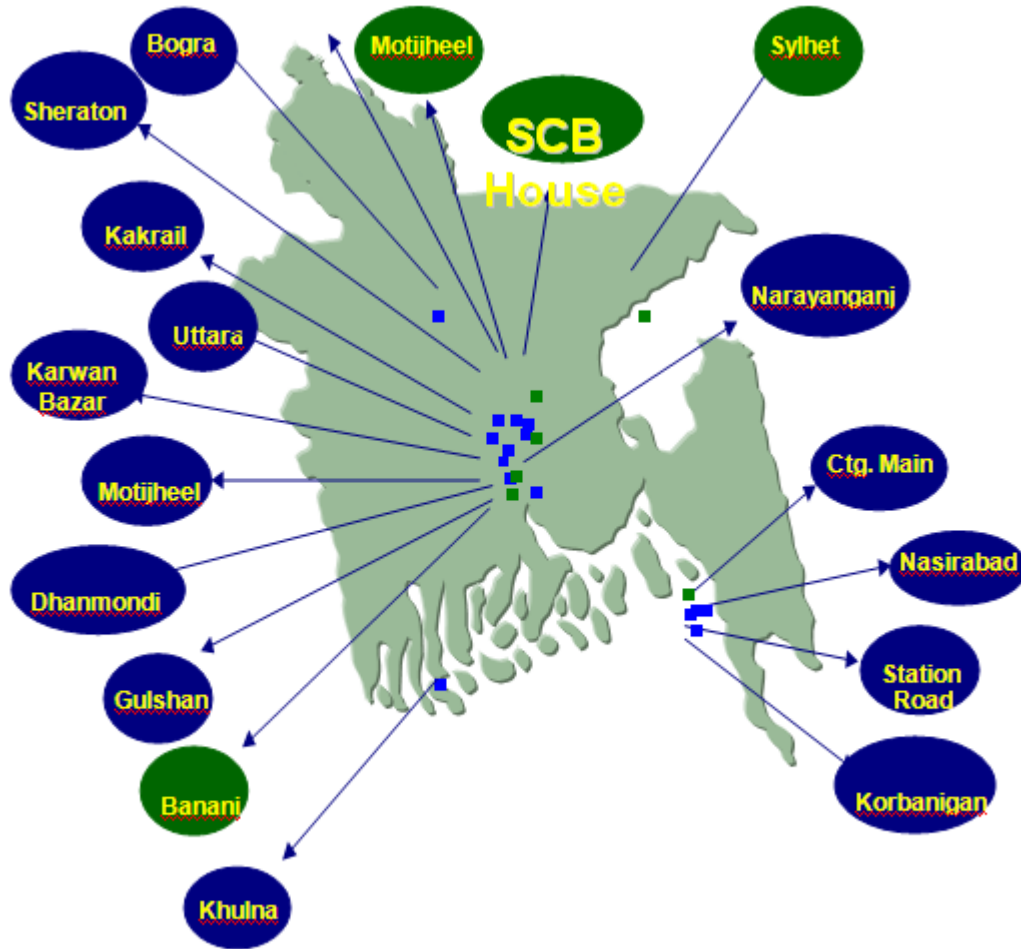 Bogra
Motijheel
Sylhet
Sheraton
SCB
House
Kakrail
Narayanganj
Uttara
Karwan
Bazar
Ctg. Main
Motijheel
Nasirabad
Dhanmondi
Station
Road
Gulshan
Banani
Korbanigan
Khulna